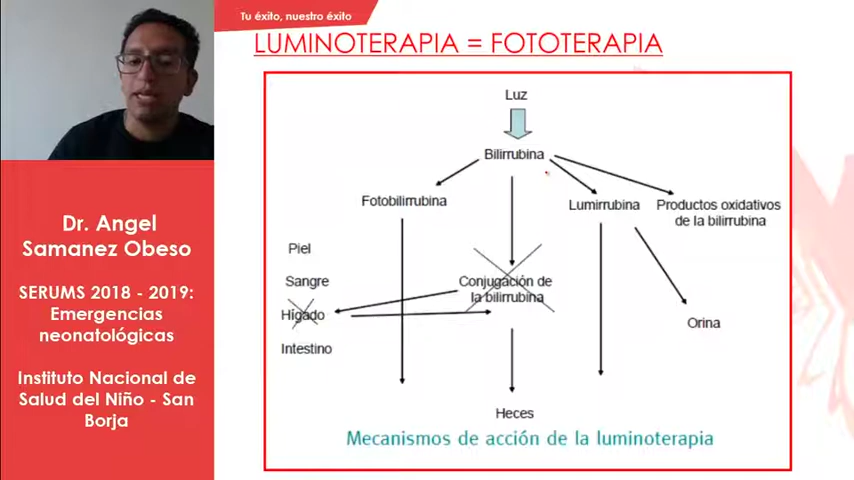 Tu éxito, nuestro éxito
LUMINOTERAPIA = FOTOTERAPIA
Dr. Angel
Samanez Obeso
SERUMS 2018 - 2019:
Emergencias
neonatológicas
Instituto Nacional de
Salud del Niño - San
Borja
Luz
Bilirrubina
Fotobilirrubina
Lumirrubina
Productos oxidativos
de la bilirrubina
Piel
Sangre
Hígado
Intestino
Conjugación de
la bilirrubina
Orina
Heces
Mecanismos de acción de la luminoterapia